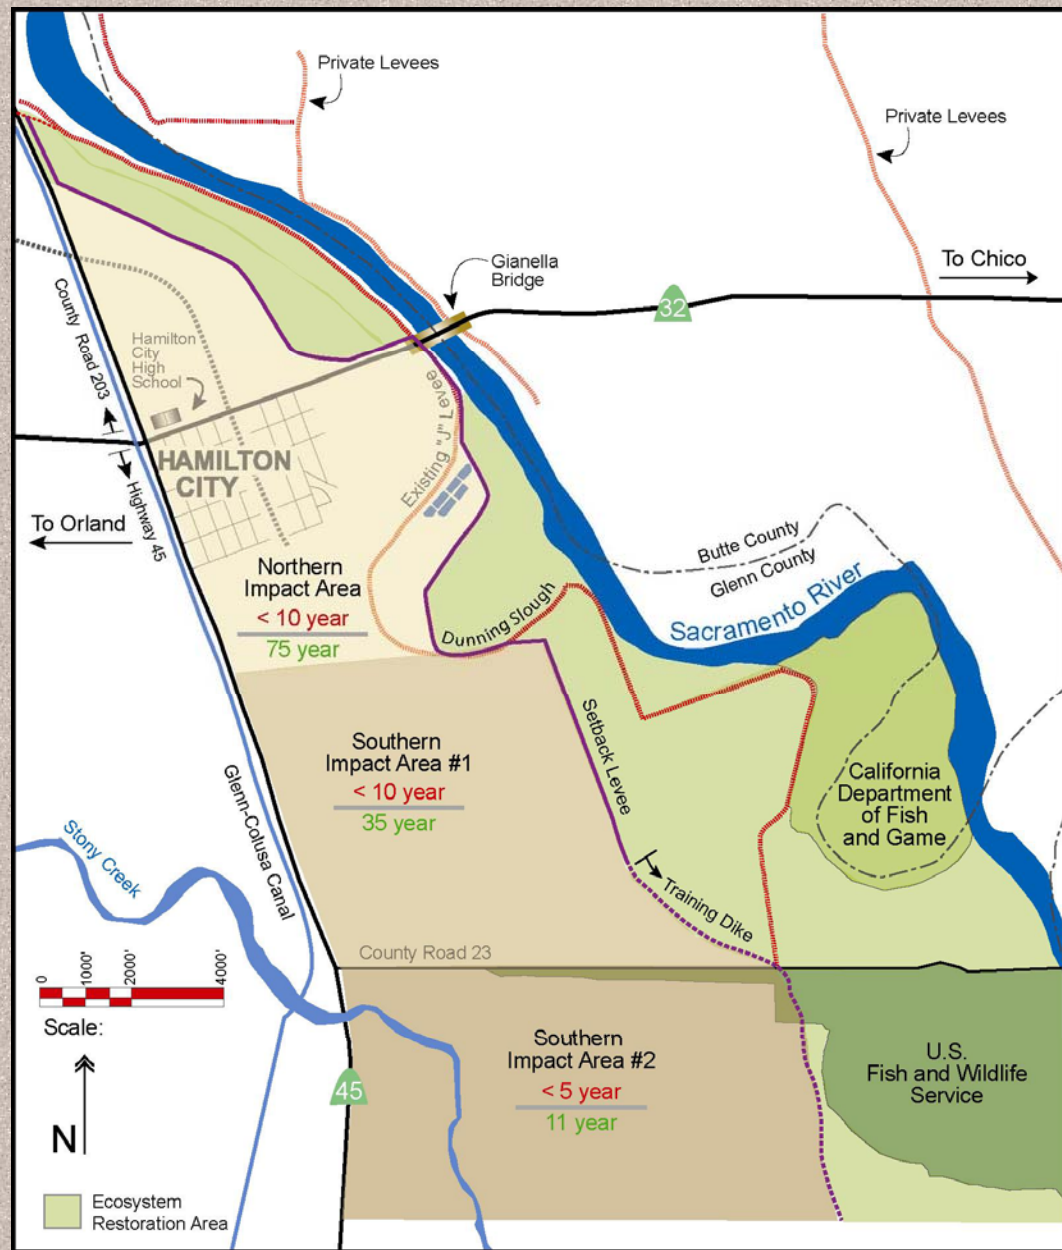 Private Levees
Private Levees
To Chico
Gianella
Bridge
32
County Road 203
Hamilton
City
High
School
Existing "J" Levee
HAMILTON
CITY
Highway 45
To Orland
Butte County
Glenn County
Sacramento River
Northern
Impact Area
< 10 year
75 year
Dunning Slough
Setback Levee
Southern
Impact Area #1
< 10 year
35 year
California
Department
of Fish
and Game
Glenn-Colusa Canal
Stony Creek
Training Dike
County Road 23
0 1000' 2000' 4000'
Scale:
N
Southern
Impact Area #2
< 5 year
11 year
U.S.
Fish and Wildlife
Service
45
Ecosystem
Restoration Area